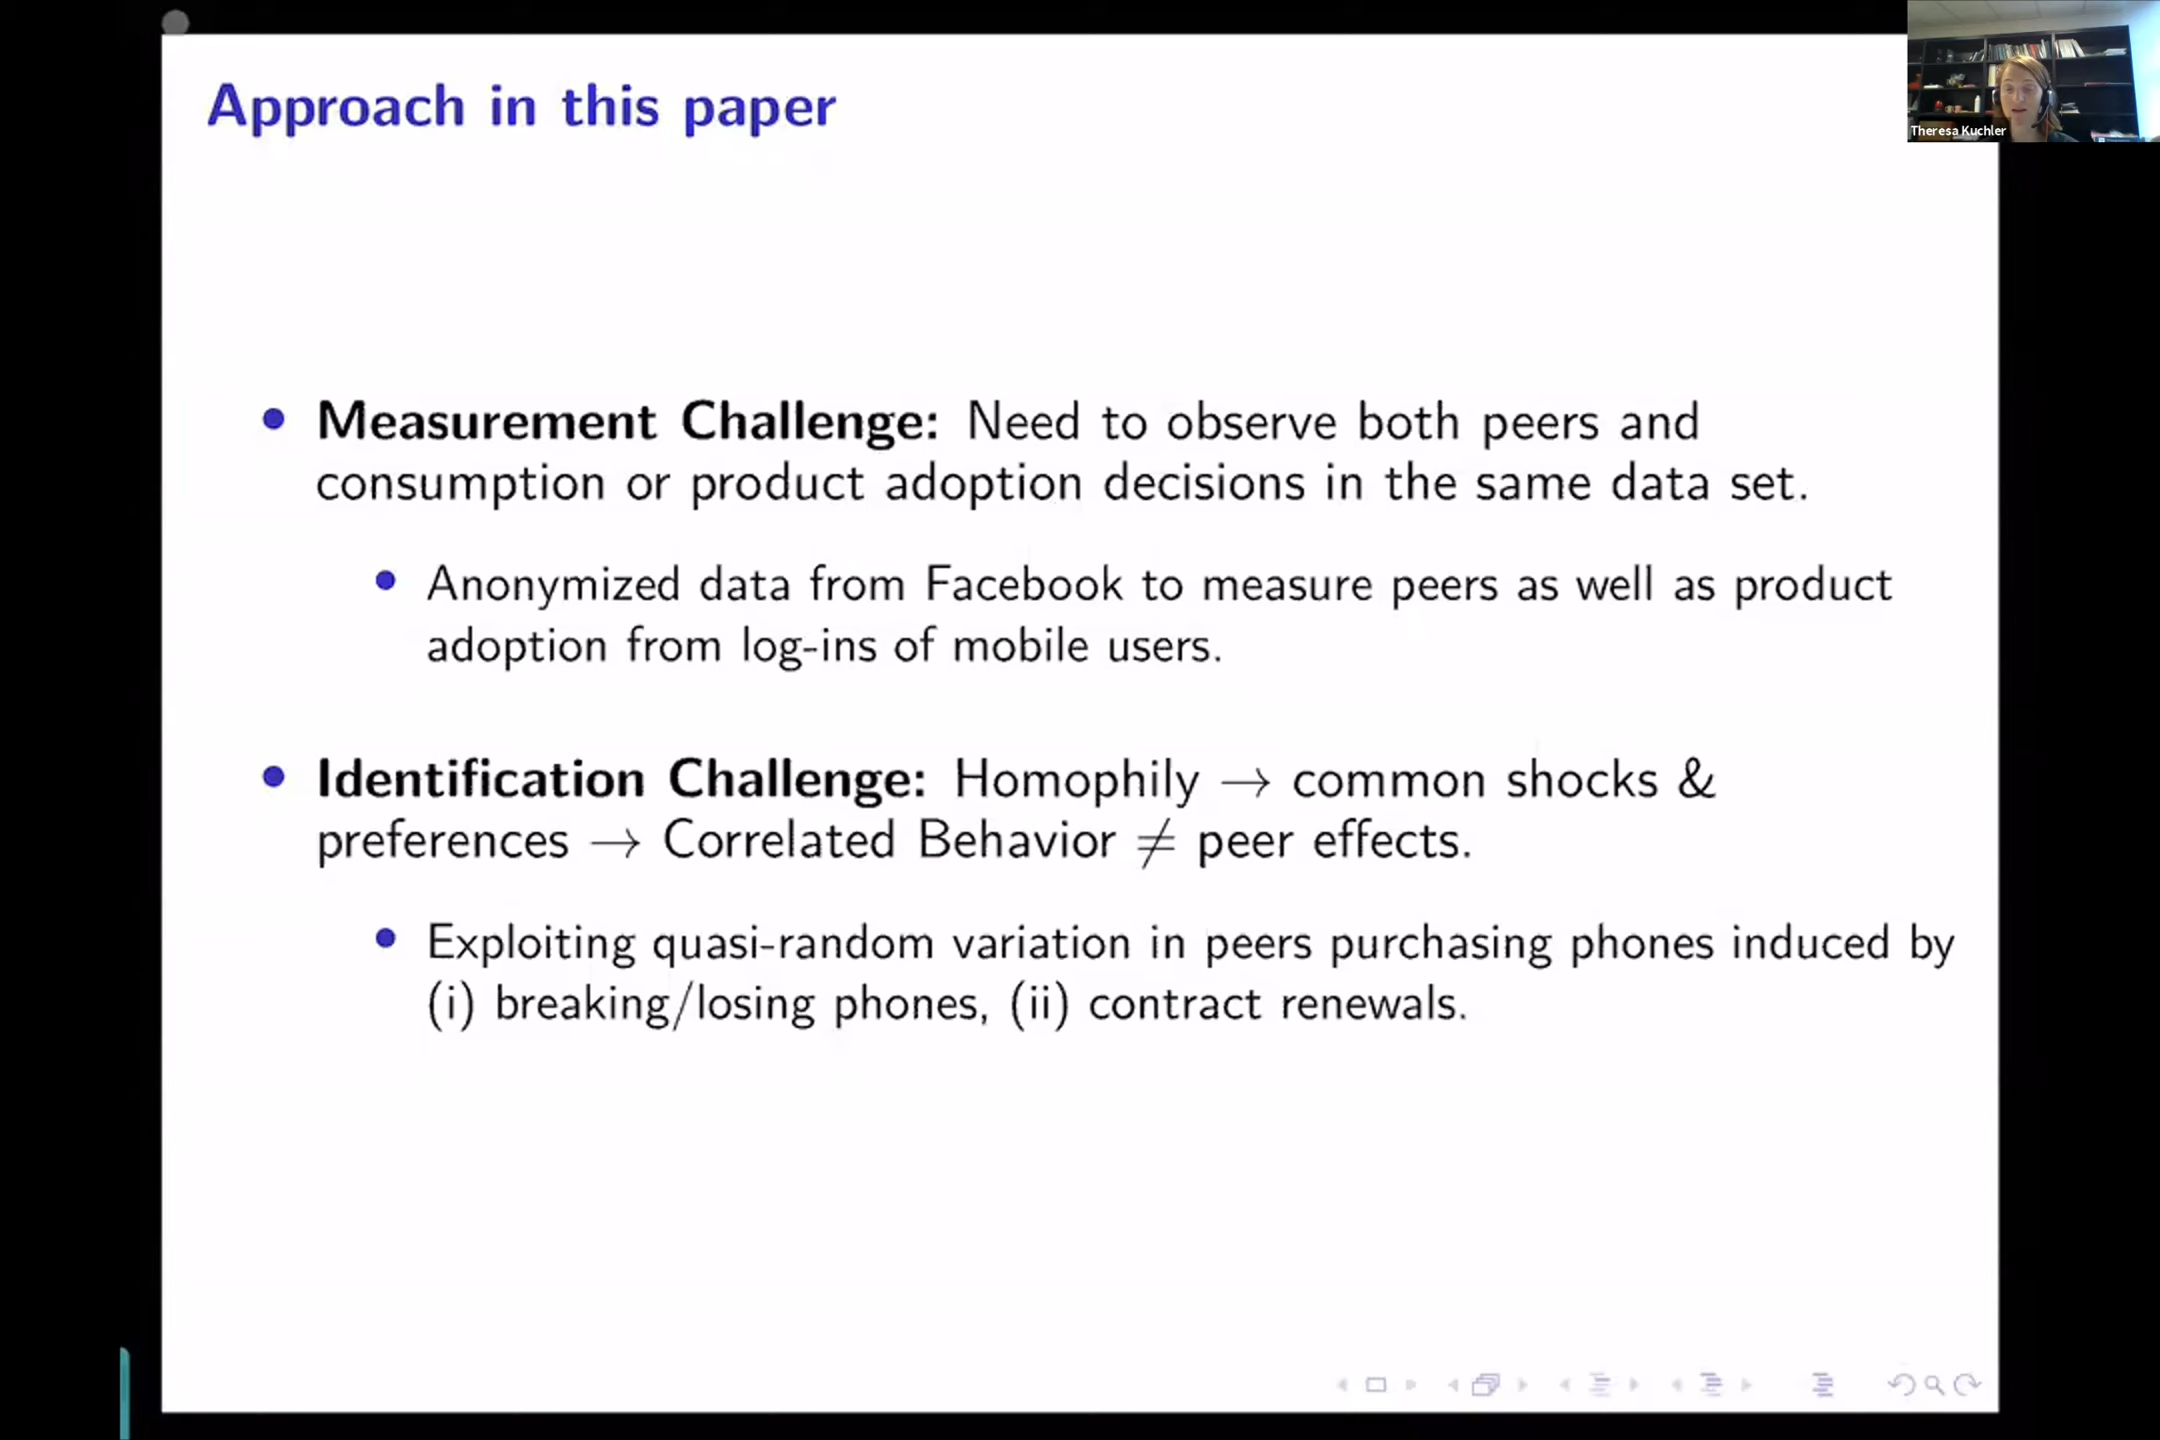 Approach in this paper
Theresa Kuchler
• Measurement Challenge: Need to observe both peers and
consumption or product adoption decisions in the same data set.
• Anonymized data from Facebook to measure peers as well as product
adoption from log-ins of mobile users.
• Identification Challenge: Homophily → common shocks &
preferences → Correlated Behavior ≠ peer effects.
• Exploiting quasi-random variation in peers purchasing phones induced by
(i) breaking/losing phones, (ii) contract renewals.